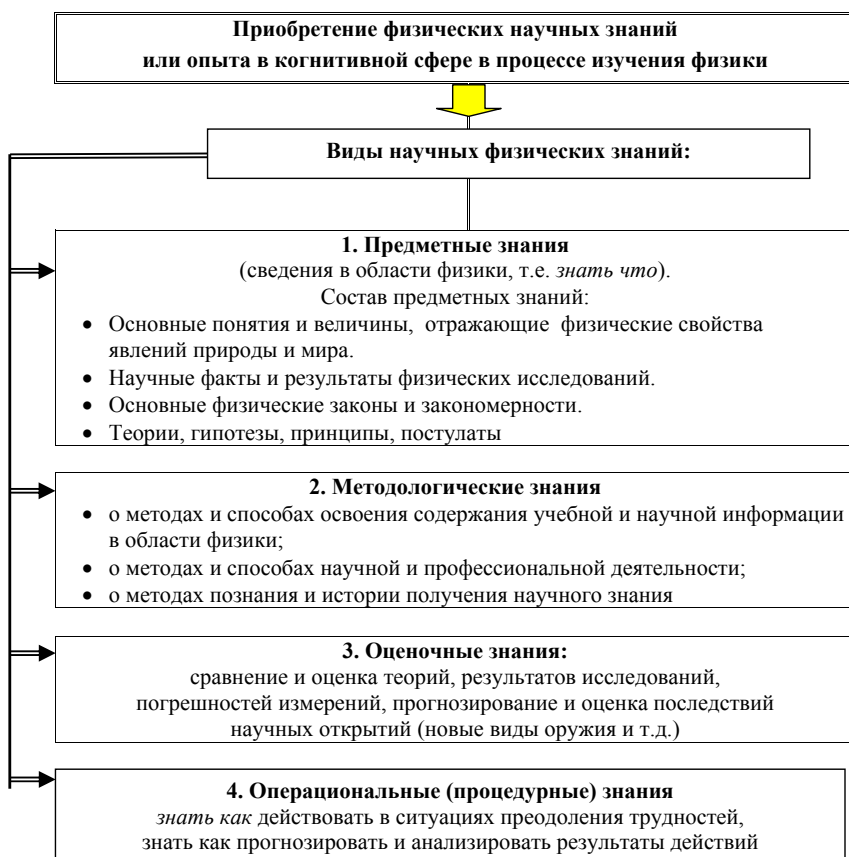 Приобретение физических научных знаний
или опыта в когнитивной сфере в процессе изучения физики
Виды научных физических знаний:
1. Предметные знания
(сведения в области физики, т.е. знать что).
Состав предметных знаний:
• Основные понятия и величины, отражающие физические свойства
явлений природы и мира.
• Научные факты и результаты физических исследований.
• Основные физические законы и закономерности.
• Теории, гипотезы, принципы, постулаты
2. Методологические знания
• о методах и способах освоения содержания учебной и научной информации
в области физики;
• о методах и способах научной и профессиональной деятельности;
• о методах познания и истории получения научного знания
3. Оценочные знания:
сравнение и оценка теорий, результатов исследований,
погрешностей измерений, прогнозирование и оценка последствий
научных открытий (новые виды оружия и т.д.)
4. Операциональные (процедурные) знания
знать как действовать в ситуациях преодоления трудностей,
знать как прогнозировать и анализировать результаты действий